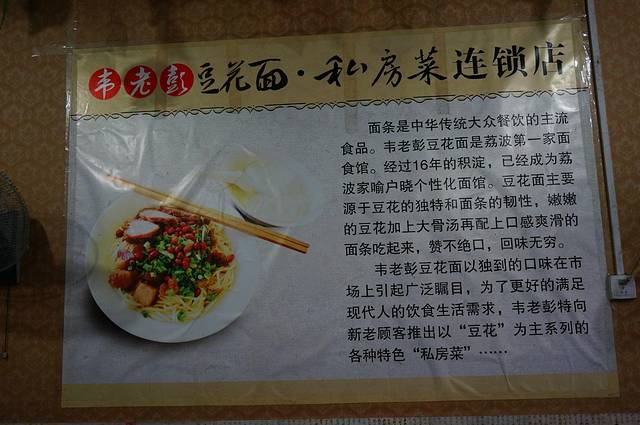 韦老彭豆花面·私房菜连锁店
面条是中华传统大众餐饮的主流
食品。韦老彭豆花面是荔波第一家面
食馆。经过16年的积淀，已经成为荔
波家喻户晓个性化面馆。豆花面主要
源于豆花的独特和面条的韧性，嫩嫩
的豆花加上大骨汤再配上口感爽滑的
面条吃起来，赞不绝口，回味无穷。
韦老彭豆花面以独到的口味在市
场上引起广泛瞩目，为了更好的满足
现代人的饮食生活需求，韦老彭特向
新老顾客推出以“豆花”为主系列的
各种特色“私房菜”……